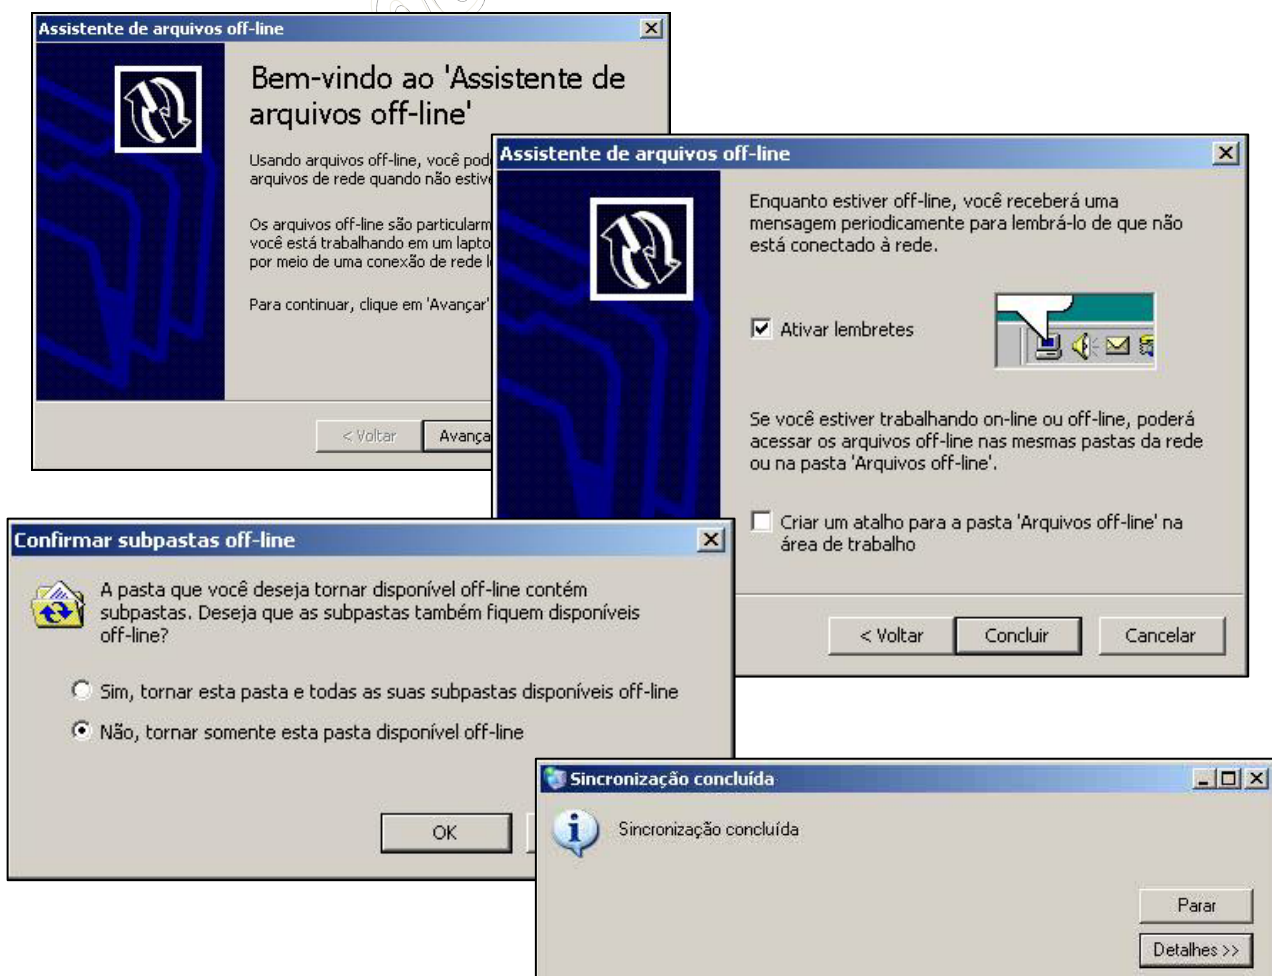 Assistente de arquivos off-line
Bem-vindo ao 'Assistente de
arquivos off-line'
Usando arquivos off-line, você
arquivos de rede quando não
Os arquivos off-line são
você está trabalhando em um
por meio de uma conexão de rede
Para continuar, clique em 'Avançar'
< Voltar
Assistente de arquivos off-line
Enquanto estiver off-line, você receberá uma
mensagem periodicamente para lembrá-lo de que não
está conectado à rede.
Ativar lembretes
Se você estiver trabalhando on-line ou off-line, poderá
acessar os arquivos off-line nas mesmas pastas da rede
ou na pasta 'Arquivos off-line'.
Criar um atalho para a pasta 'Arquivos off-line' na
área de trabalho
< Voltar
Concluir
Cancelar
Confirmar subpastas off-line
A pasta que você deseja tornar disponível off-line contém
subpastas. Deseja que as subpastas também fiquem disponíveis
off-line?
Sim, tornar esta pasta e todas as suas subpastas disponíveis off-line
Não, tornar somente esta pasta disponível off-line
OK
Sincronização concluída
Sincronização concluída
Parar
Detalhes >>